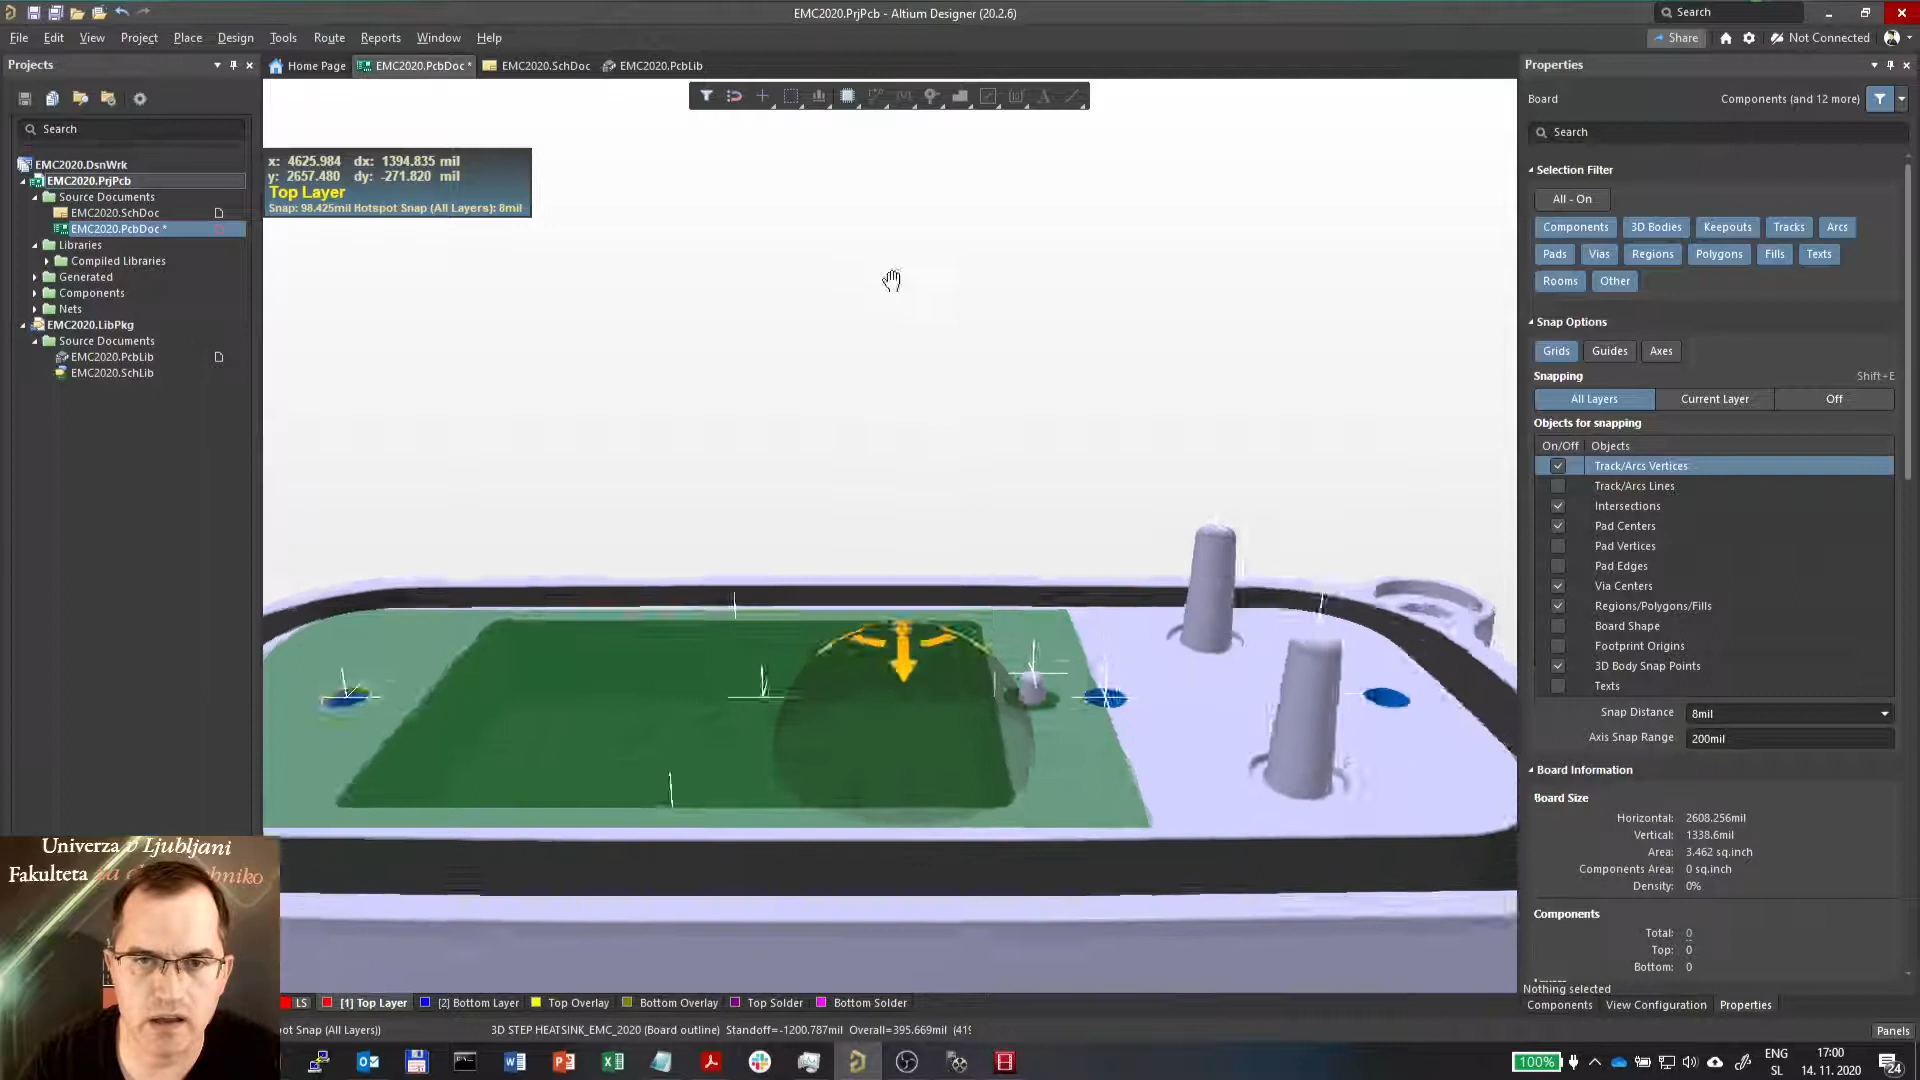 EMC2020.PrjPcb - Altium Designer (20.2.6)
Search
File Edit View Project Place Design Tools Route Reports Window Help
Share
Not Connected
Projects
Home Page
EMC2020.PcbDoc *
EMC2020.SchDoc
EMC2020.PcbLib
Properties
Board
Components (and 12 more)
Search
Search
x: 4625.984 dx: 1394.835 mil
y: 2657.480 dy: -271.820 mil
Top Layer
Snap: 98.425mil Hotspot Snap (All Layers): 8mil
EMC2020.DsnWrk
EMC2020.PrjPcb
Source Documents
EMC2020.SchDoc
EMC2020.PcbDoc *
Libraries
Compiled Libraries
Generated
Components
Nets
EMC2020.LibPkg
Source Documents
EMC2020.PcbLib
EMC2020.SchLib
Selection Filter
All - On
Components 3D Bodies Keepouts Tracks Arcs
Pads Vias Regions Polygons Fills Texts
Rooms Other
Snap Options
Grids Guides Axes
Snapping Shift+E
All Layers Current Layer Off
Objects for snapping
On/Off Objects
Track/Arcs Vertices
Track/Arcs Lines
Intersections
Pad Centers
Pad Vertices
Pad Edges
Via Centers
Regions/Polygons/Fills
Board Shape
Footprint Origins
3D Body Snap Points
Texts
Snap Distance 8mil
Axis Snap Range 200mil
Board Information
Board Size
Horizontal: 2608.256mil
Vertical: 1338.6mil
Area: 3.462 sq.inch
Components Area: 0 sq.inch
Density: 0%
Components
Total: 0
Top: 0
Bottom: 0
Nothing selected
Components View Configuration Properties
Univerza v Ljubljani
Fakulteta za
LS [1] Top Layer [2] Bottom Layer Top Overlay Bottom Overlay Top Solder Bottom Solder
ot Snap (All Layers)) 3D STEP HEATSINK_EMC_2020 (Board outline) Standoff=-1200.787mil Overall=395.669mil
Panels
100%
ENG
SL
17:00
14. 11. 2020
24